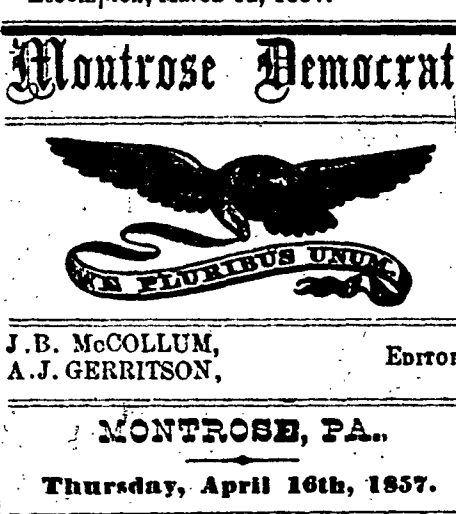 Montrose Democrat
E PLURIBUS UNUM.
J.B. McCOLLUM,
A.J. GERRITSON,
EDITOR
MONTROSE, PA.,
Thursday, April 16th, 1857.